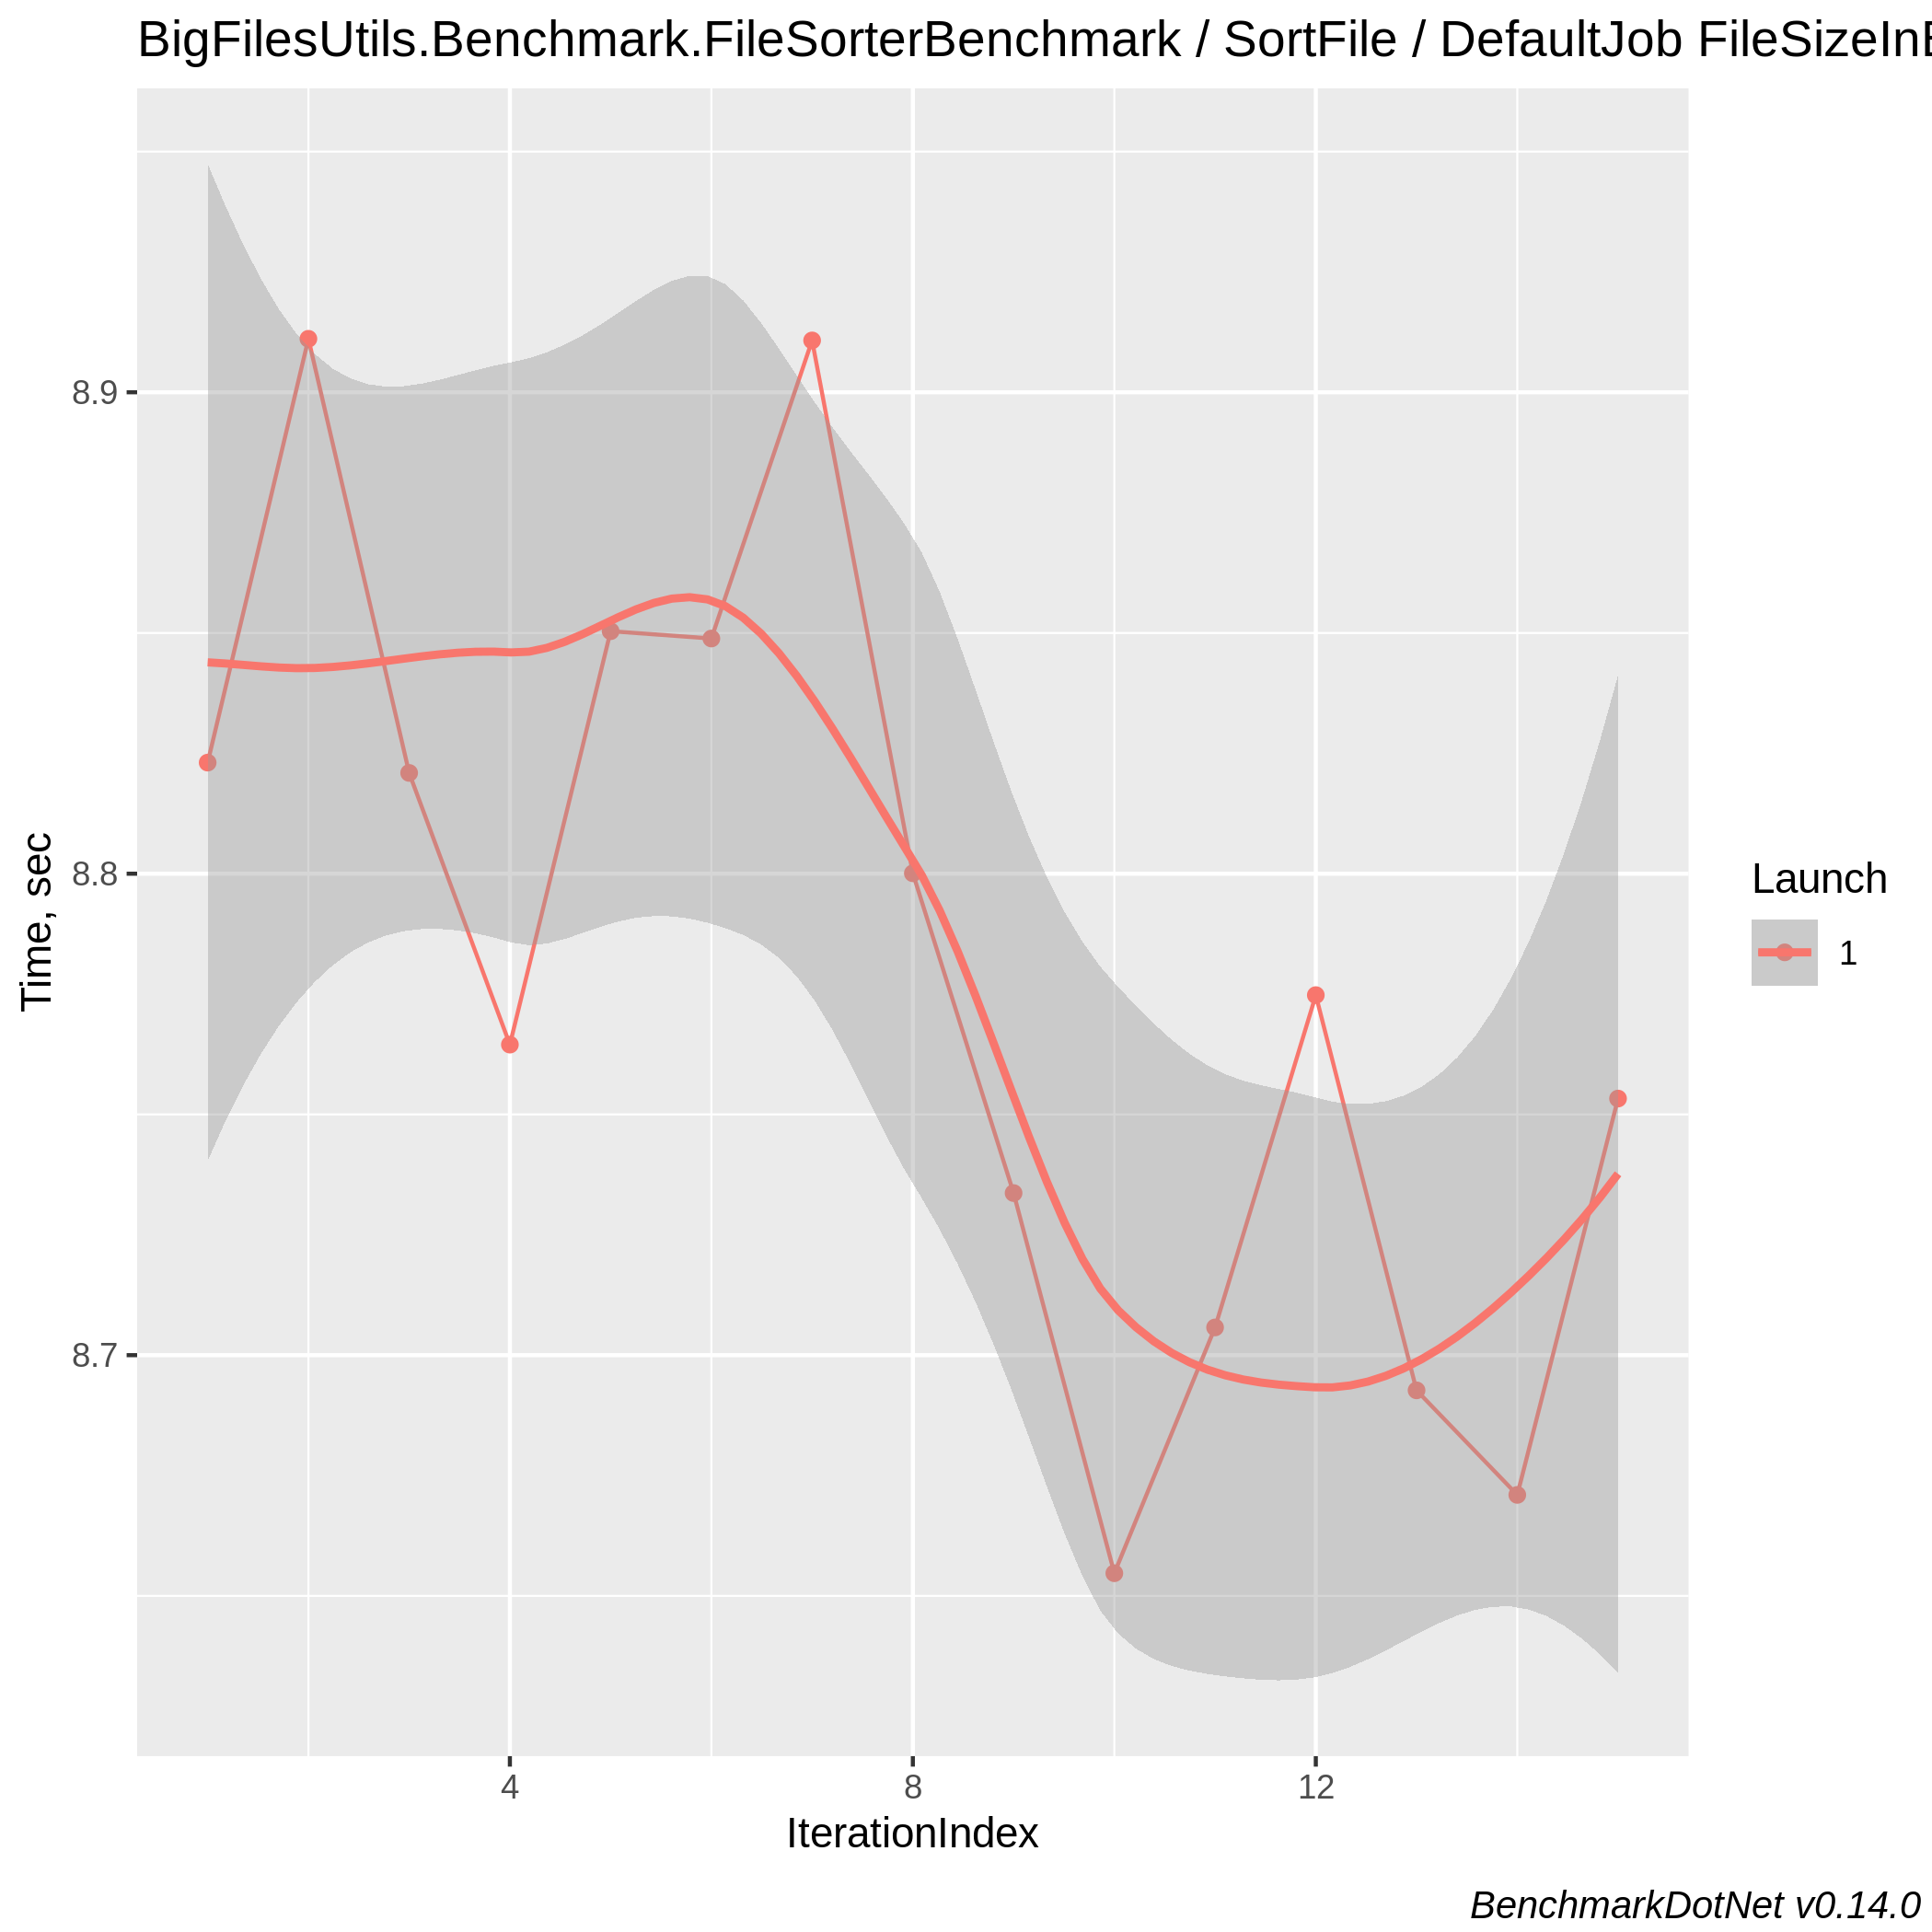 BigFilesUtils.Benchmark.FileSorterBenchmark / SortFile / DefaultJob
Time, sec
8.9
8.8
8.7
4
8
12
IterationIndex
Launch
1
BenchmarkDotNet v0.14.0